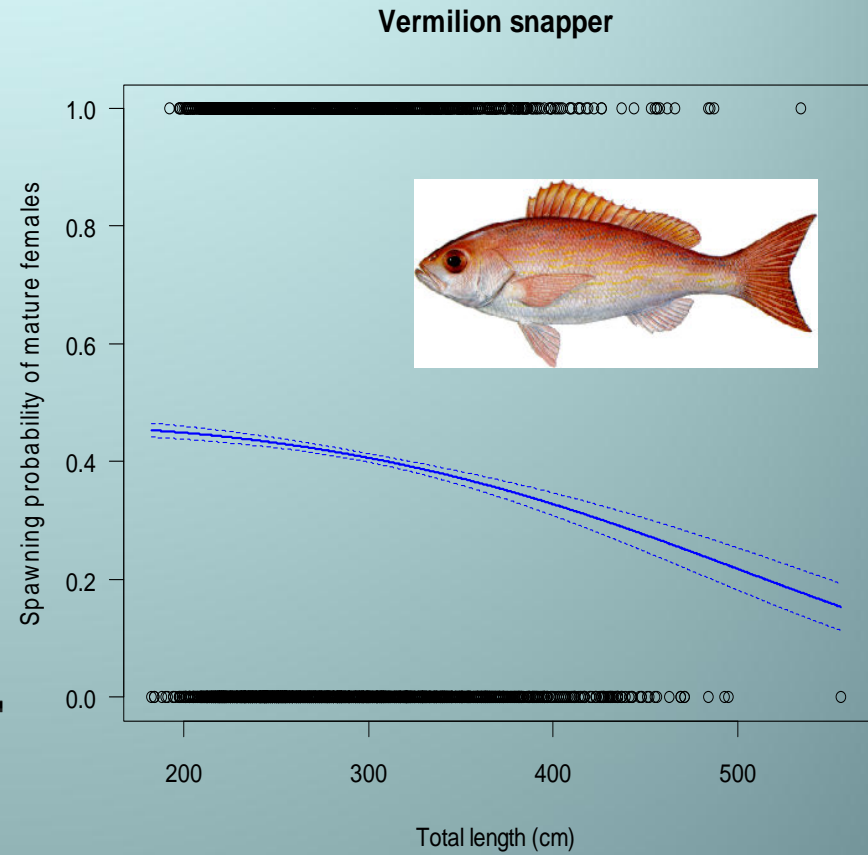 Vermilion snapper
Spawning probability of mature females
1.0
0.8
0.6
0.4
0.2
0.0
200 300 400 500
Total length (cm)